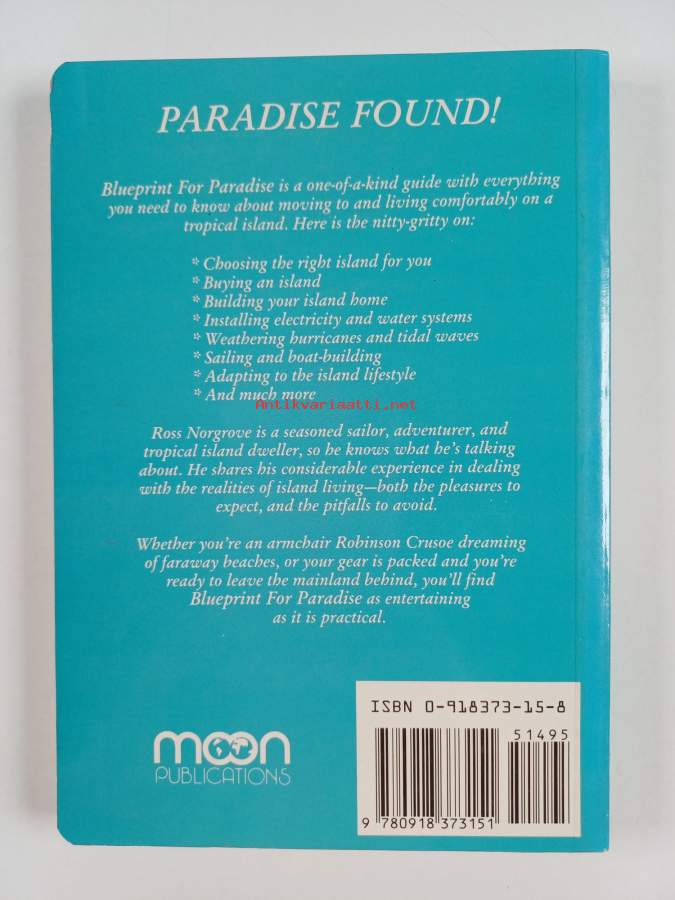 PARADISE FOUND!
Blueprint For Paradise is a one-of-a-kind guide with everything
you need to know about moving to and living comfortably on a
tropical island. Here is the nitty-gritty on:
* Choosing the right island for you
* Buying an island
* Building your island home
* Installing electricity and water systems
* Weathering hurricanes and tidal waves
* Sailing and boat-building
* Adapting to the island lifestyle
* And much more
Antikvariaatti.net
Ross Norgrove is a seasoned sailor, adventurer, and
tropical island dweller, so he knows what he's talking
about. He shares his considerable experience in dealing
with the realities of island living—both the pleasures to
expect, and the pitfalls to avoid.
Whether you're an armchair Robinson Crusoe dreaming
of faraway beaches, or your gear is packed and you're
ready to leave the mainland behind, you'll find
Blueprint For Paradise as entertaining
as it is practical.
moon
PUBLICATIONS
ISBN 0-918373-15-8
51495
9 780918 373151